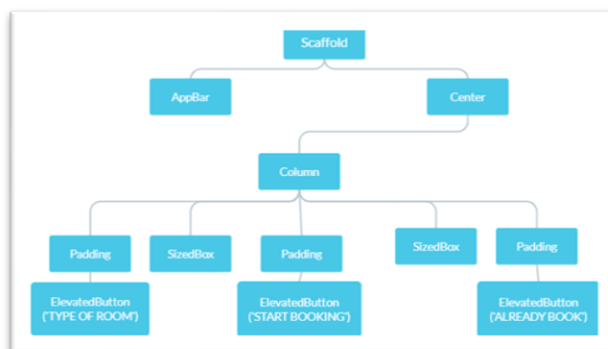 Scaffold
AppBar
Center
Column
Padding
SizedBox
Padding
SizedBox
Padding
ElevatedButton
('TYPE OF ROOM')
ElevatedButton
('START BOOKING')
ElevatedButton
('ALREADY BOOK')